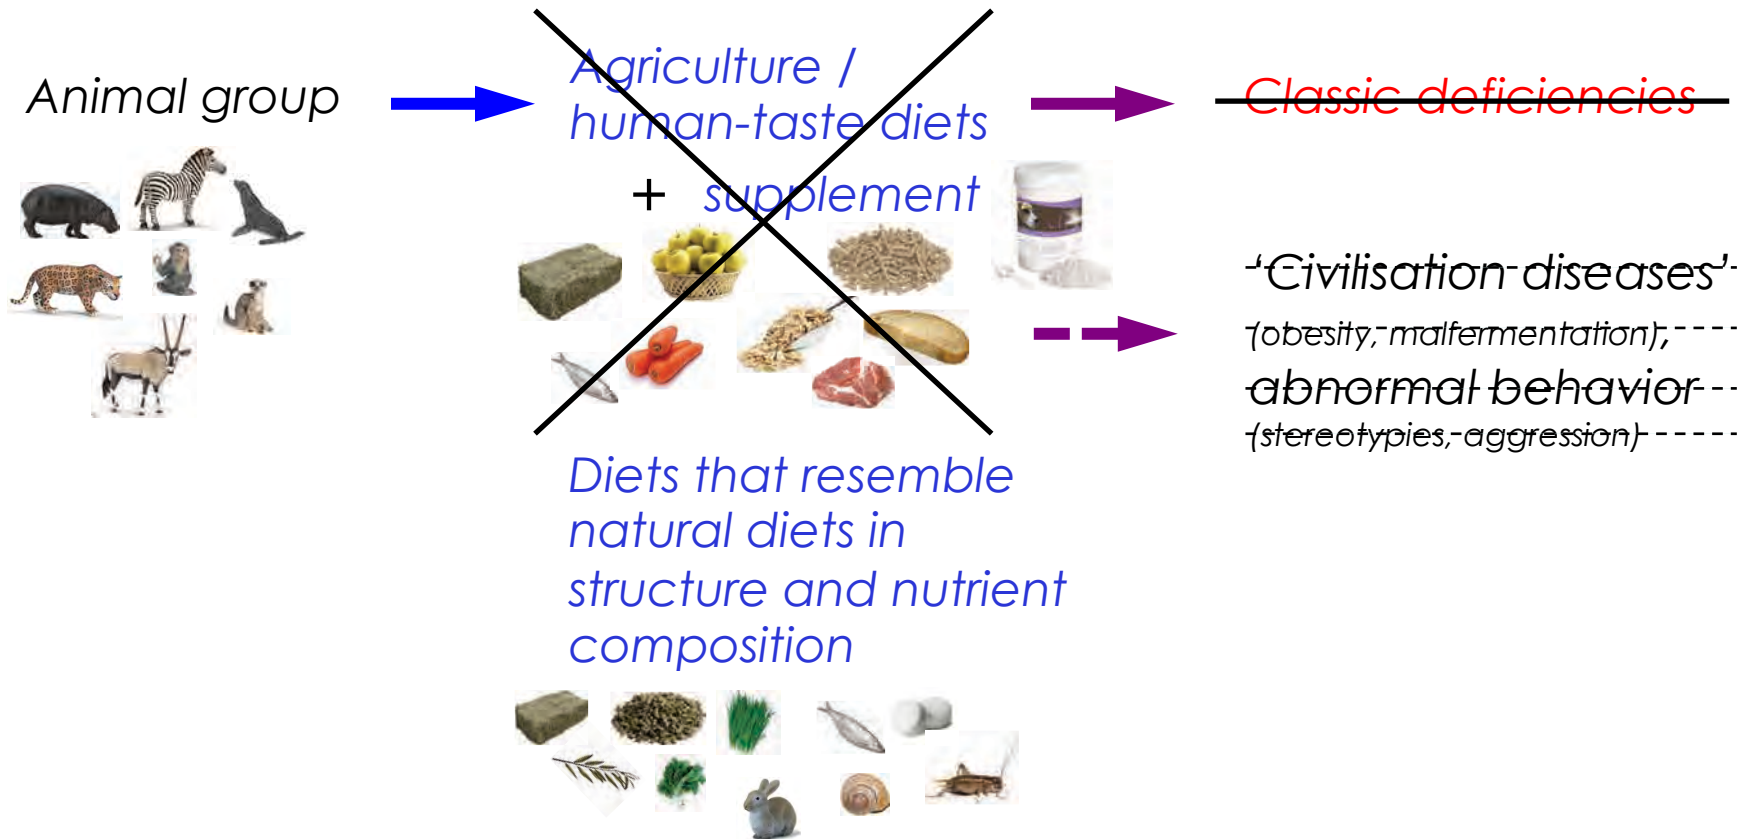 Animal group
Agriculture /
human-taste diets
+ supplement
Classic deficiencies
‘Civilisation diseases’
(obesity, malfermentation),
abnormal behavior
(stereotypies, aggression)
Diets that resemble
natural diets in
structure and nutrient
composition